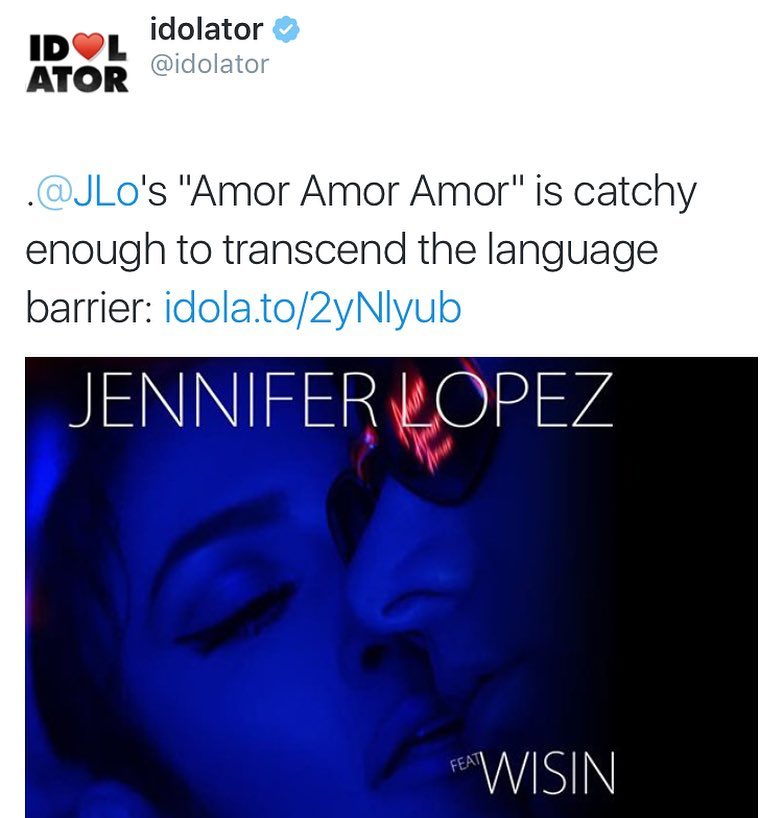 ID❤️L
ATOR
idolator
@idolator
.@JLo's "Amor Amor Amor" is catchy
enough to transcend the language
barrier: idola.to/2yNlyub
JENNIFER LOPEZ
FEAT WISIN